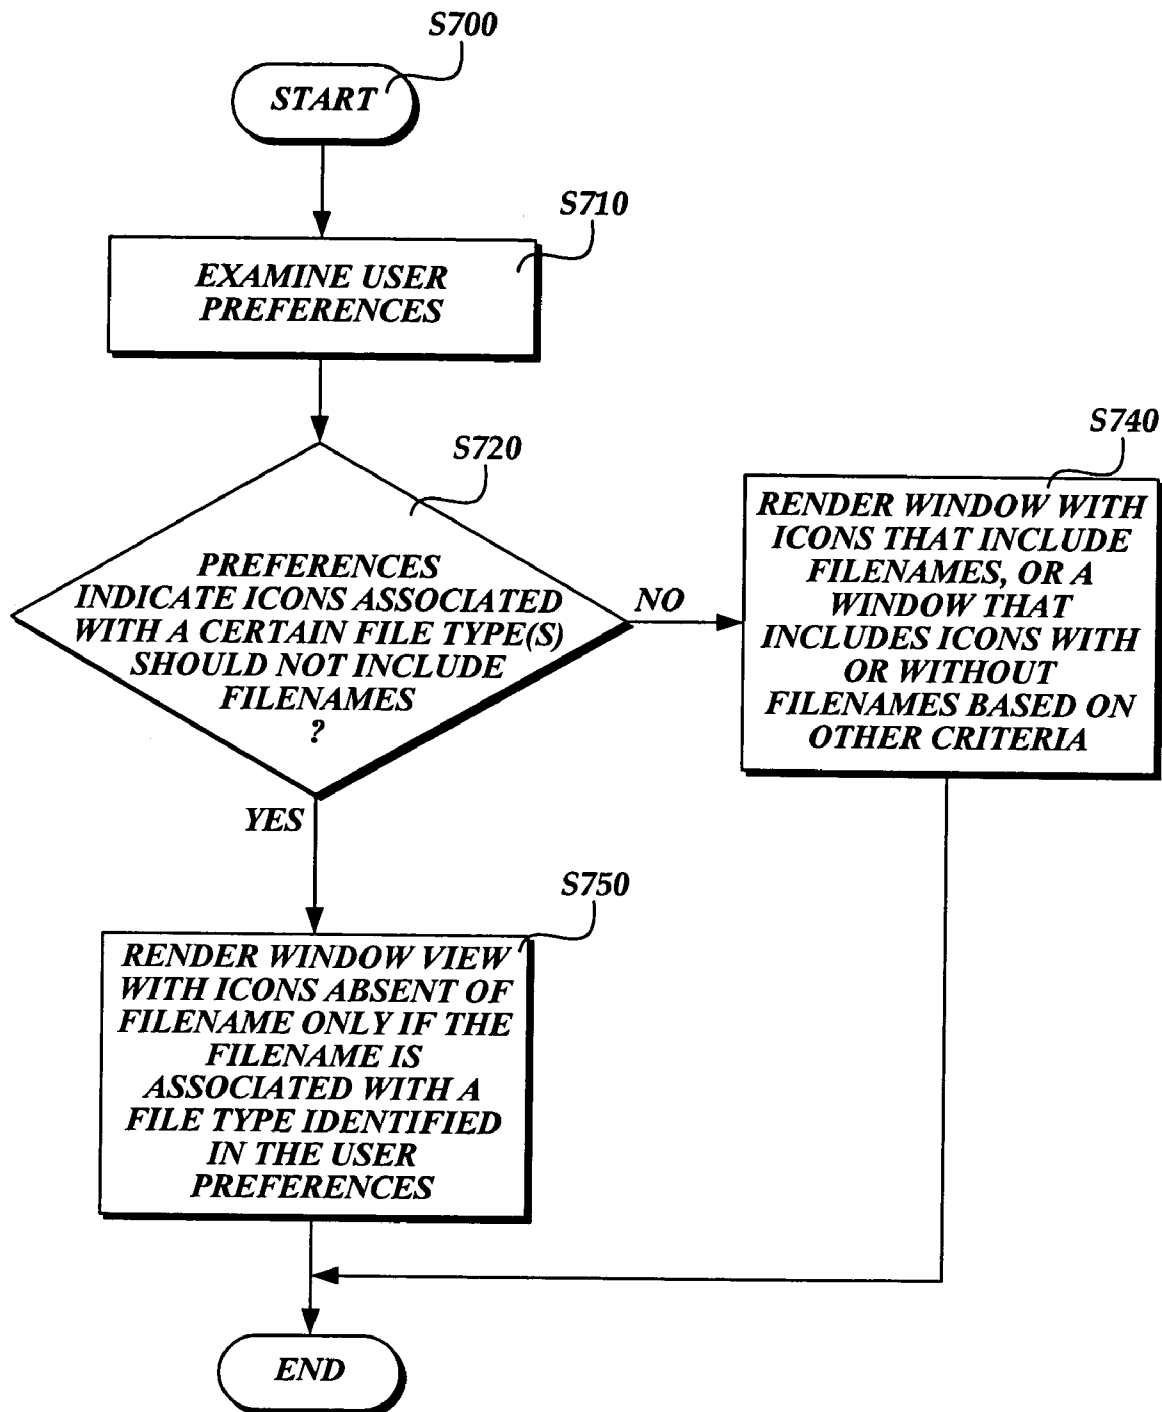 S700
START
S710
EXAMINE USER
PREFERENCES
S720
PREFERENCES
INDICATE ICONS ASSOCIATED
WITH A CERTAIN FILE TYPE(S)
SHOULD NOT INCLUDE
FILENAMES
?
NO
YES
S740
RENDER WINDOW WITH
ICONS THAT INCLUDE
FILENAMES, OR A
WINDOW THAT
INCLUDES ICONS WITH
OR WITHOUT
FILENAMES BASED ON
OTHER CRITERIA
S750
RENDER WINDOW VIEW
WITH ICONS ABSENT OF
FILENAME ONLY IF THE
FILENAME IS
ASSOCIATED WITH A
FILE TYPE IDENTIFIED
IN THE USER
PREFERENCES
END